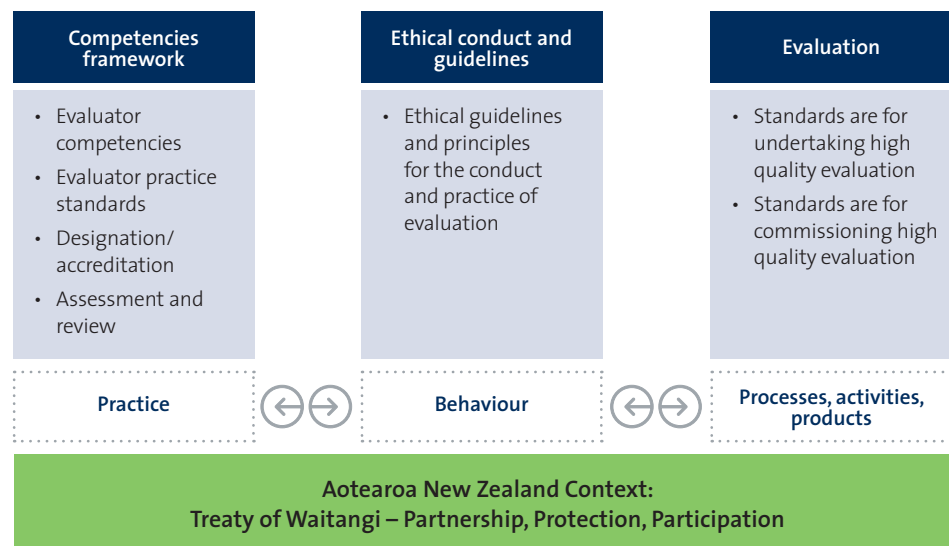 Competencies
framework
• Evaluator
competencies
• Evaluator practice
standards
• Designation/
accreditation
• Assessment and
review
Practice
Ethical conduct and
guidelines
• Ethical guidelines
and principles
for the conduct
and practice of
evaluation
Behaviour
Evaluation
• Standards are for
undertaking high
quality evaluation
• Standards are for
commissioning high
quality evaluation
Processes, activities,
products
Aotearoa New Zealand Context:
Treaty of Waitangi – Partnership, Protection, Participation